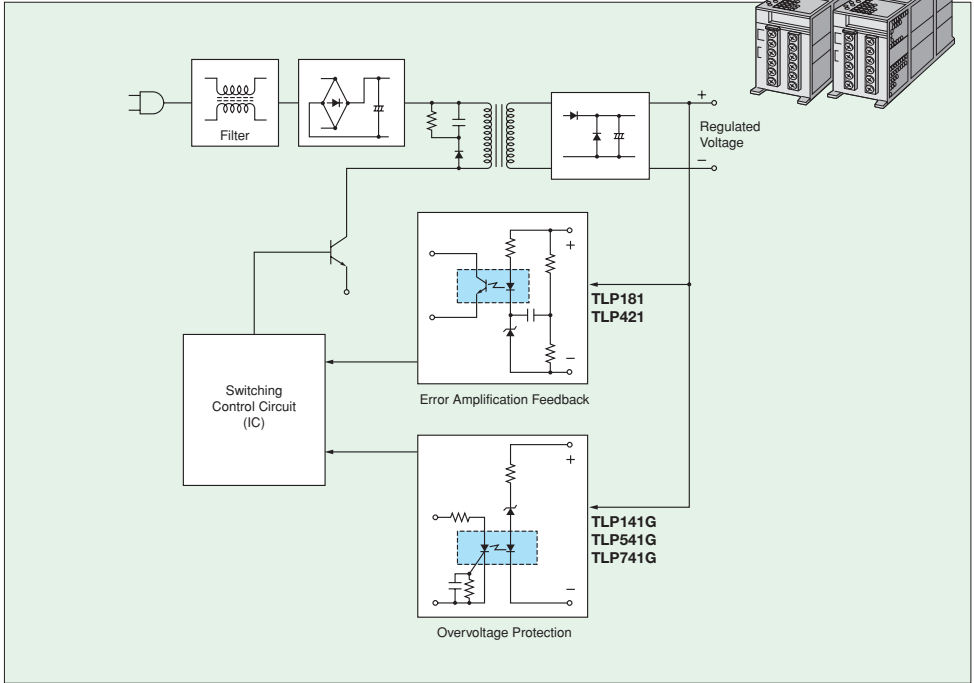 Filter
+
Regulated
Voltage
−
+
TLP181
TLP421
−
Error Amplification Feedback
Switching
Control Circuit
(IC)
+
TLP141G
TLP541G
TLP741G
−
Overvoltage Protection